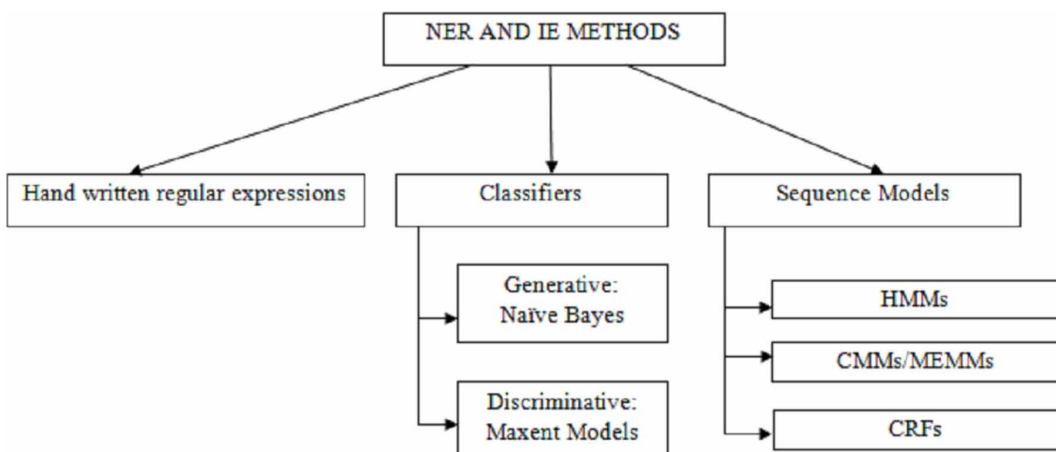 NER AND IE METHODS
Hand written regular expressions
Classifiers
Sequence Models
Generative:
Naïve Bayes
Discriminative:
Maxent Models
HMMs
CMMs/MEMMs
CRFs